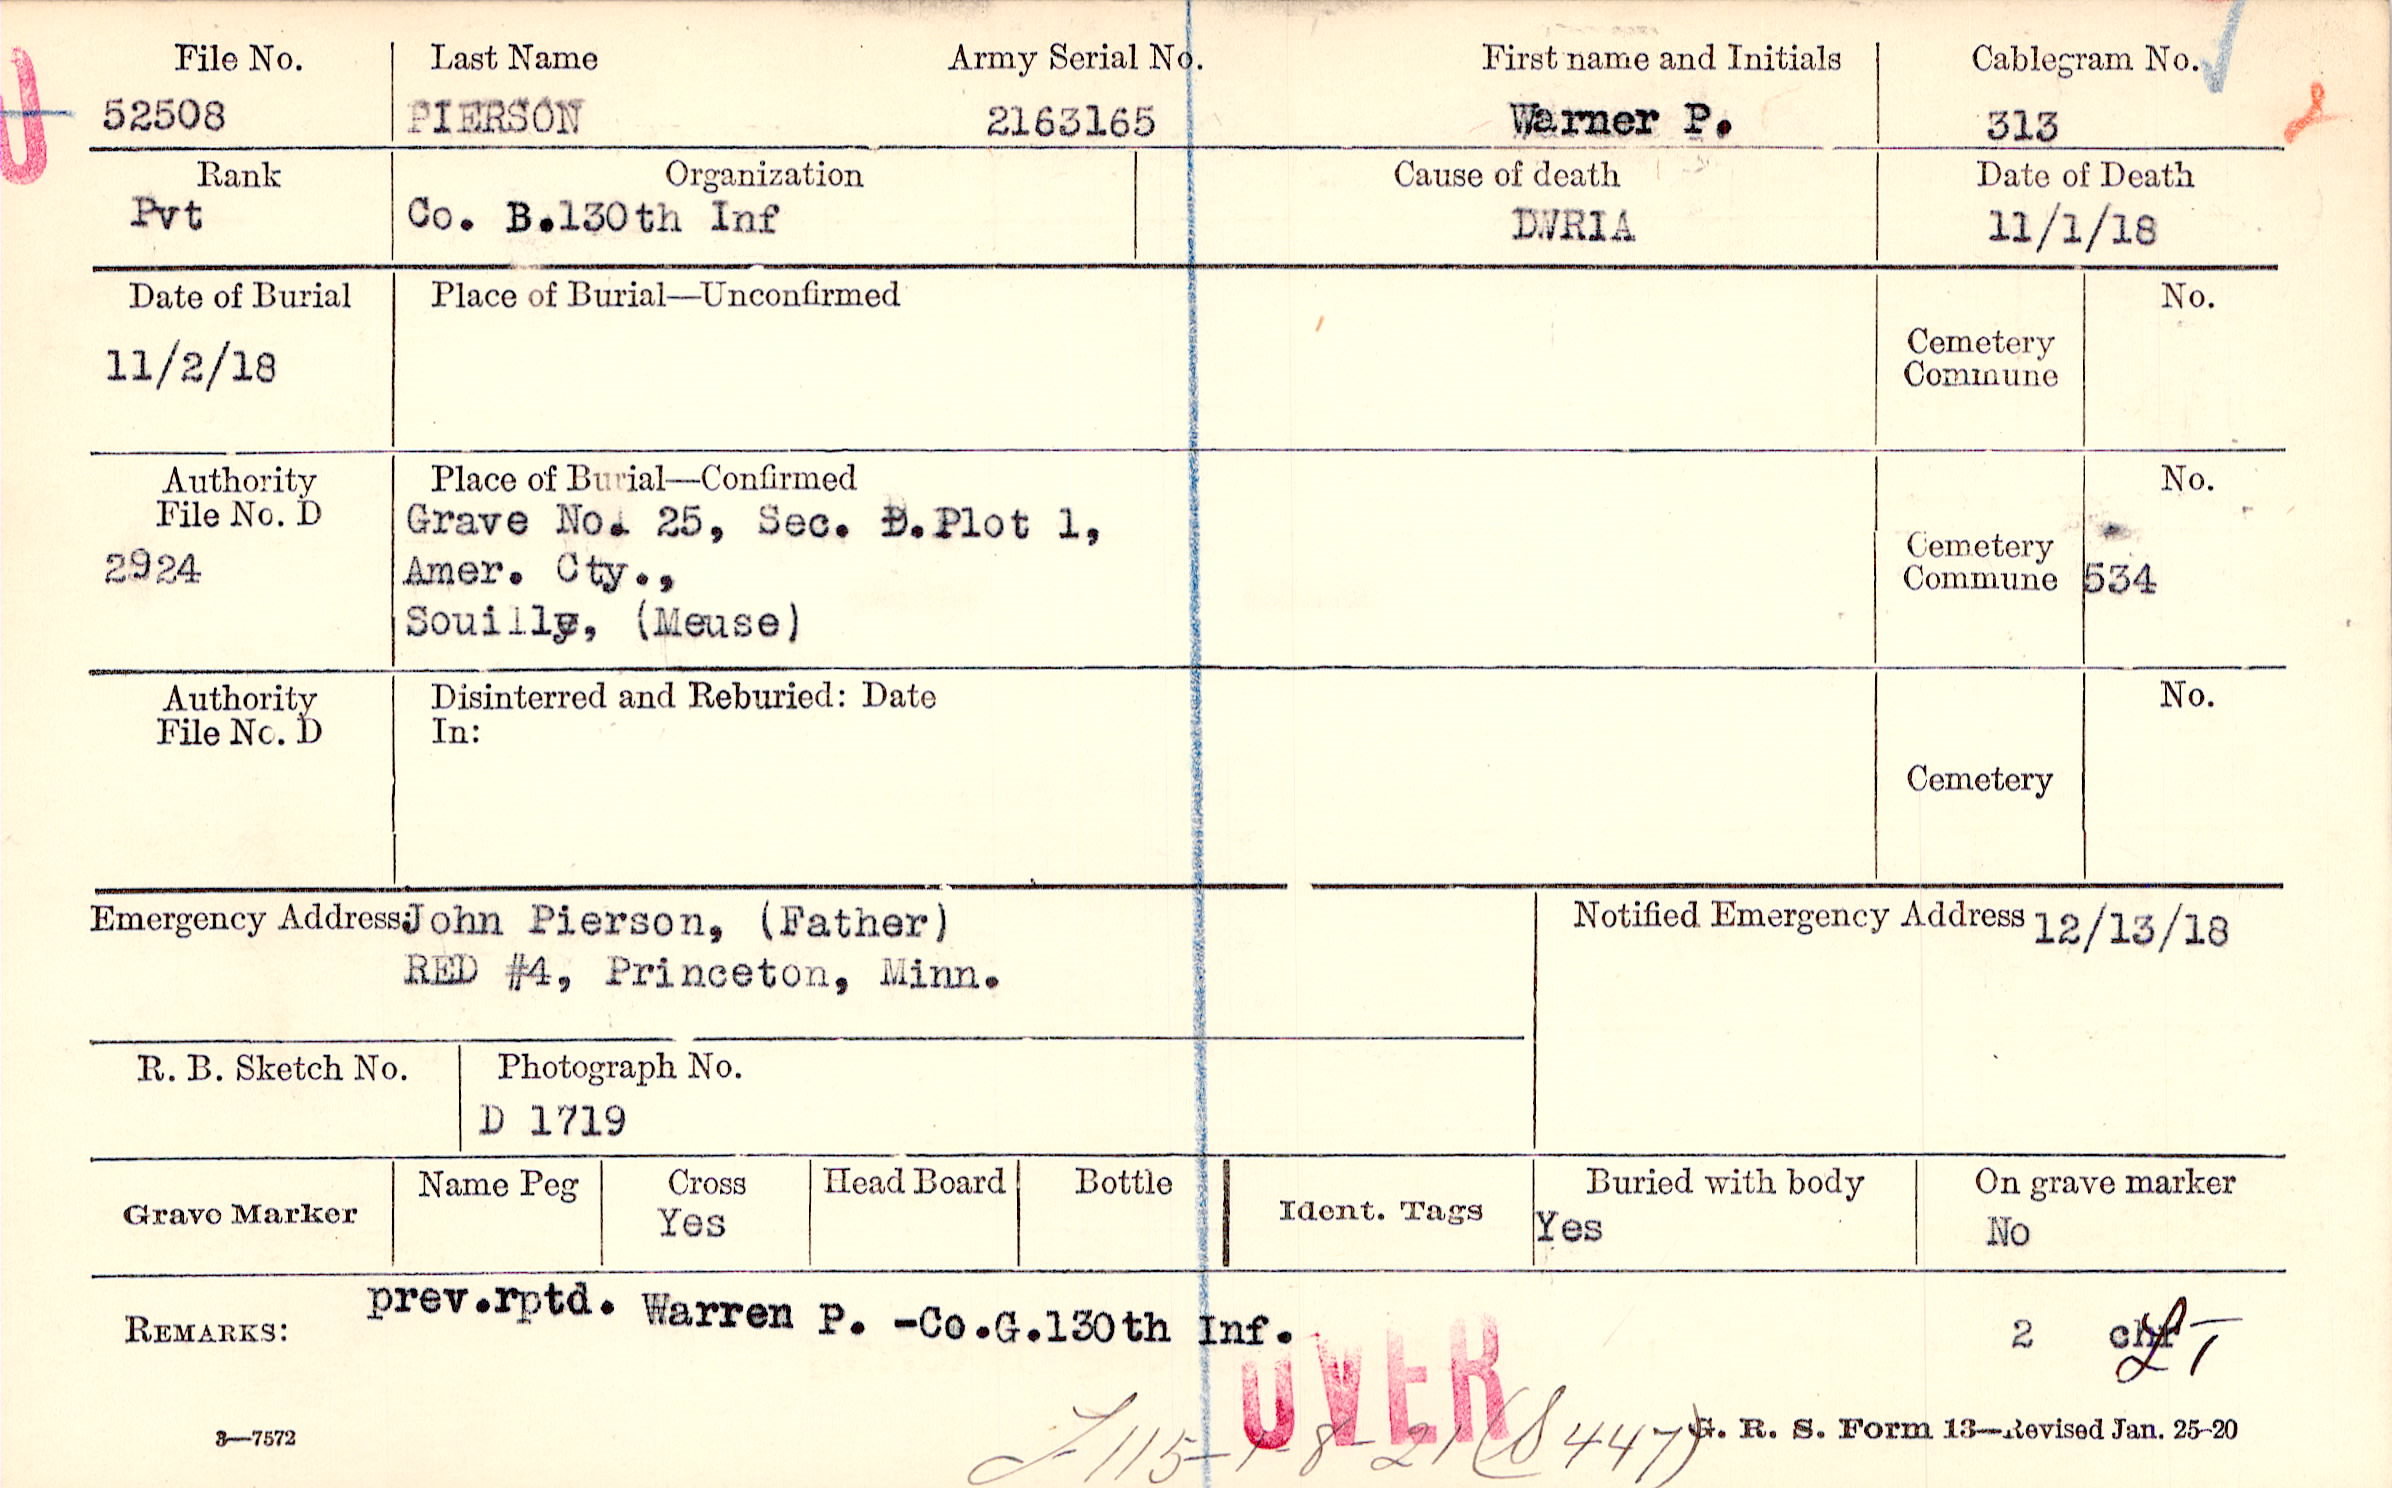 File No. Last Name Army Serial No. First name and Initials Cablegram No.
52508 PIERSON 2163165 Warner P. 313
Rank Organization Cause of death Date of Death
Pvt Co. B.130th Inf DWRIA 11/1/18
Date of Burial Place of Burial—Unconfirmed No.
11/2/18 Cemetery
Commune
Authority Place of Burial—Confirmed No.
File No. D Grave No. 25, Sec. D.Plot 1,
2924 Amer. Cty., Cemetery
Commune 534
Souilly, (Meuse)
Authority Disinterred and Reburied: Date No.
File No. D In:
Cemetery
Emergency Address: John Pierson, (Father) Notified Emergency Address 12/13/18
RED #4, Princeton, Minn.
R. B. Sketch No. Photograph No.
D 1719
Name Peg Cross Head Board Bottle Buried with body On grave marker
Grave Marker Yes Ident. Tags Yes No
REMARKS: prev.rptd. Warren P. -Co.G.130th Inf. 2
OVER
3—7572 G. R. S. Form 13—Revised Jan. 25-20
115-1-8-21 (S 447)